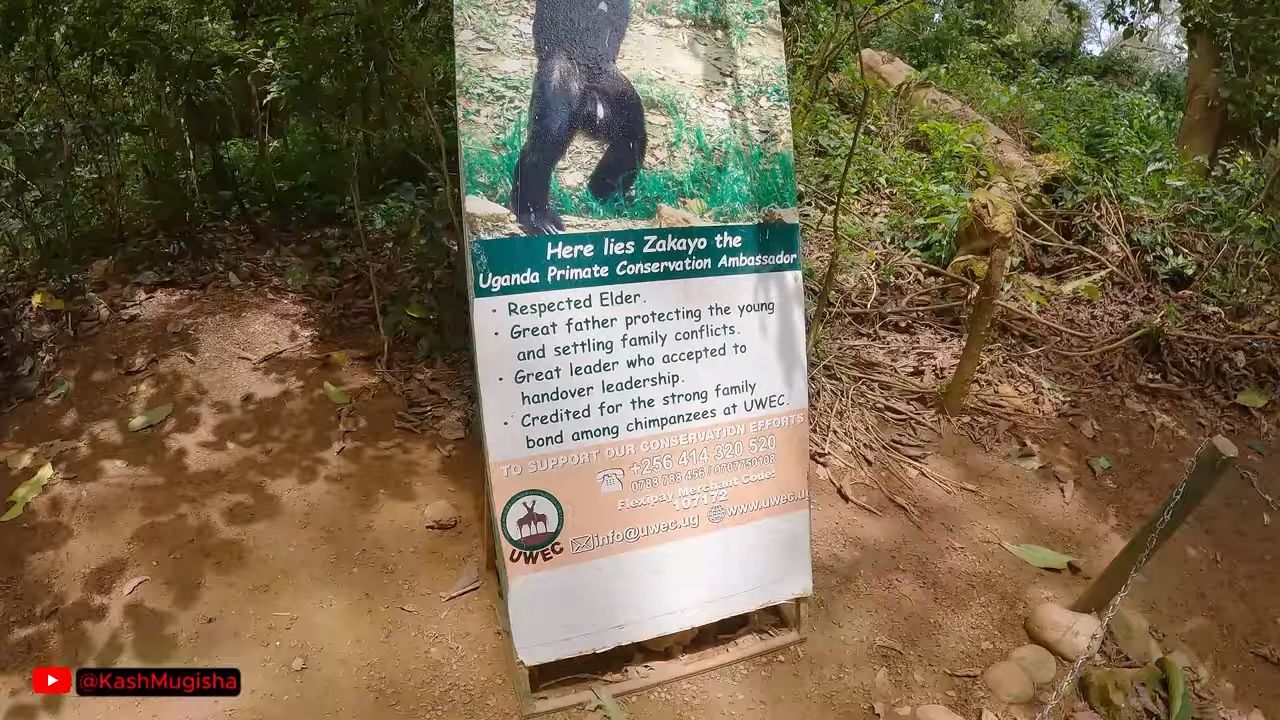 Here lies Zakayo the
Uganda Primate Conservation Ambassador
· Respected Elder.
· Great father protecting the young
and settling family conflicts.
· Great leader who accepted to
handover leadership.
· Credited for the strong family
bond among chimpanzees at UWEC.
TO SUPPORT OUR CONSERVATION EFFORTS
+256 414 320 520
0788 788 456 / 0707750108
Flexipay Merchant Code:
107172
info@uwec.ug www.uwec.ug
UWEC
@KashMugisha